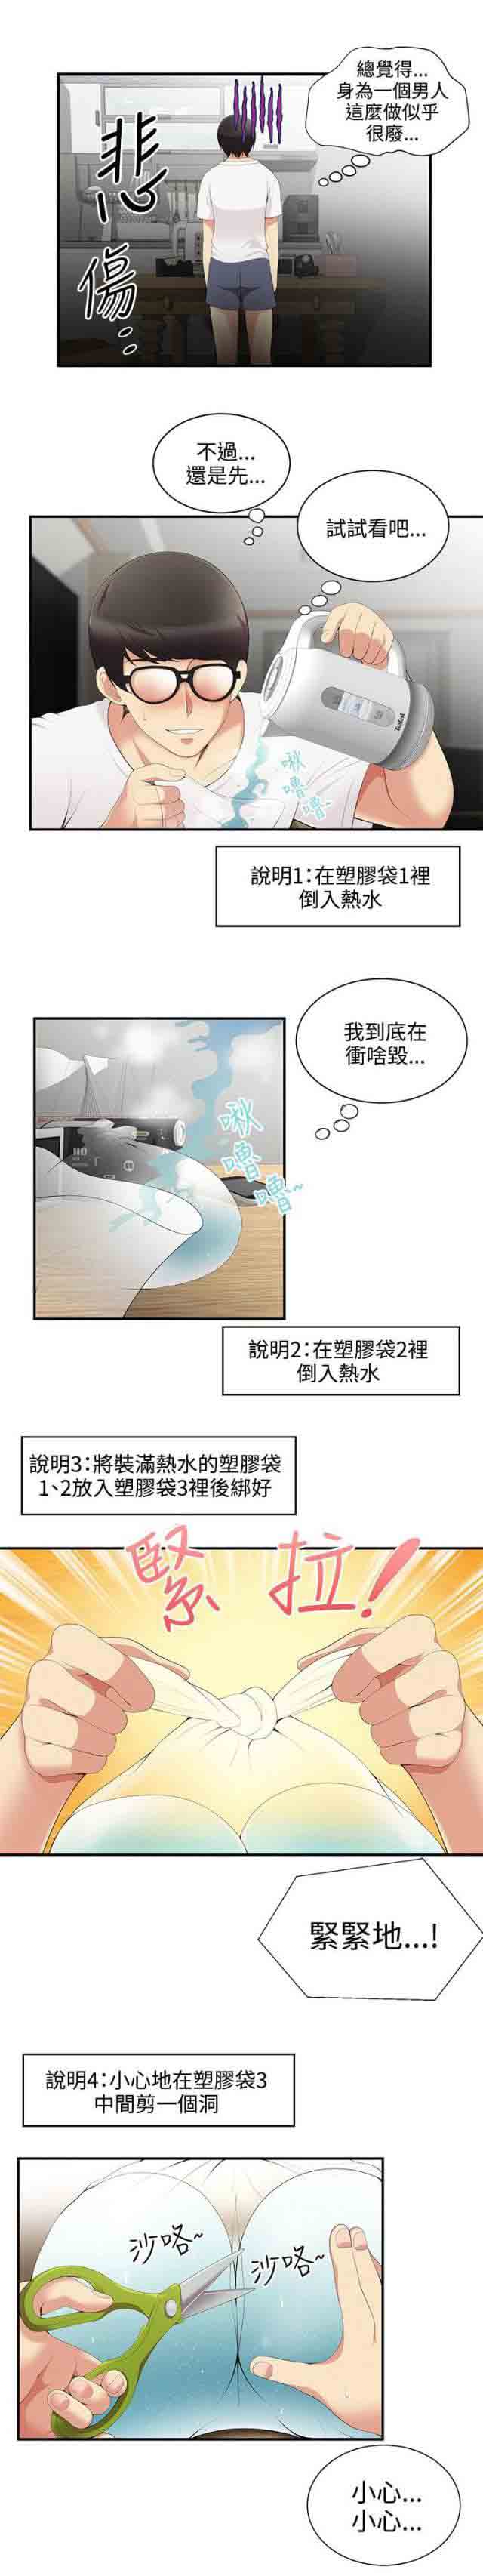 總覺得...
身為一個男人
這麼做似乎
很廢...
悲
傷
...
不過...
還是先...
試試看吧...
Tefal
啾
嚕
嚕~
說明1:在塑膠袋1裡
倒入熱水
我到底在
衝啥毀...
啾
嚕
嚕~
說明2:在塑膠袋2裡
倒入熱水
說明3:將裝滿熱水的塑膠袋
1、2放入塑膠袋3裡後綁好
緊 拉!
緊緊地...!
說明4:小心地在塑膠袋3
中間剪一個洞
沙咯~
沙咯~
小心...
小心...